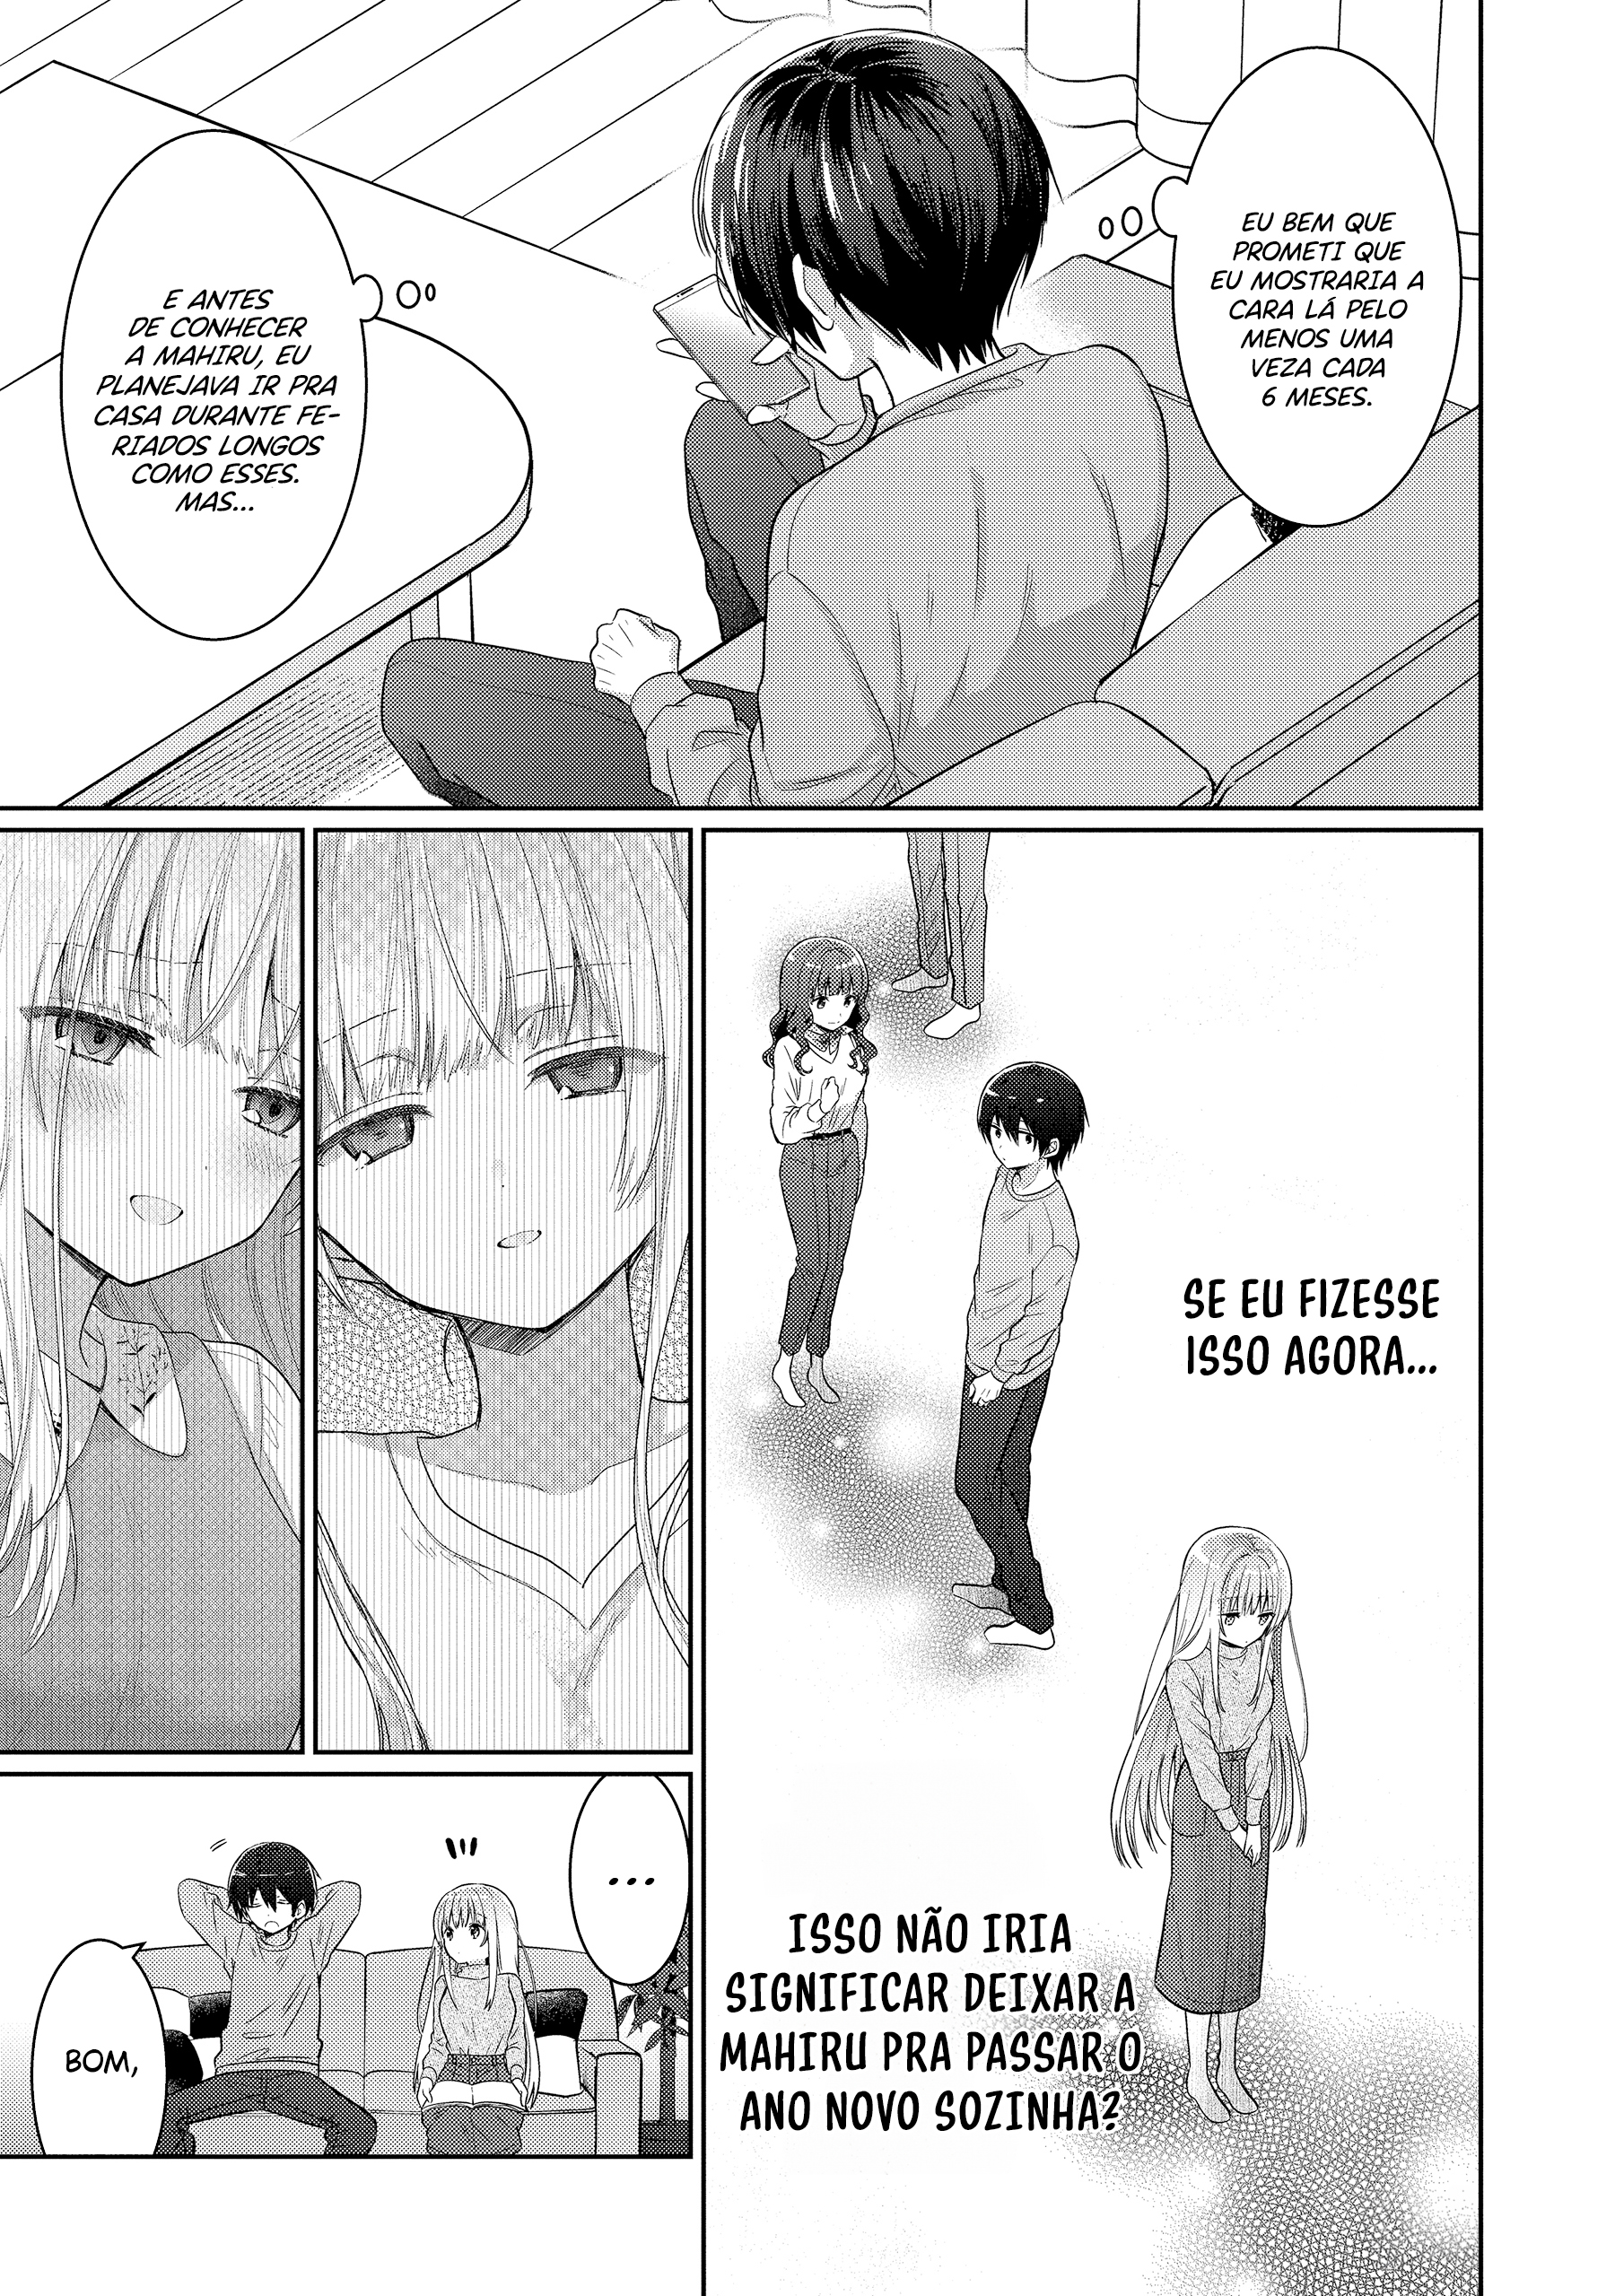 EU BEM QUE
PROMETI QUE
EU MOSTRARIA A
CARA LÁ PELO
MENOS UMA
VEZA CADA
6 MESES.
E ANTES
DE CONHECER
A MAHIRU, EU
PLANEJAVA IR PRA
CASA DURANTE FE-
RIADOS LONGOS
COMO ESSES.
MAS...
SE EU FIZESSE
ISSO AGORA...
ISSO NÃO IRIA
SIGNIFICAR DEIXAR A
MAHIRU PRA PASSAR O
ANO NOVO SOZINHA?
...
BOM,